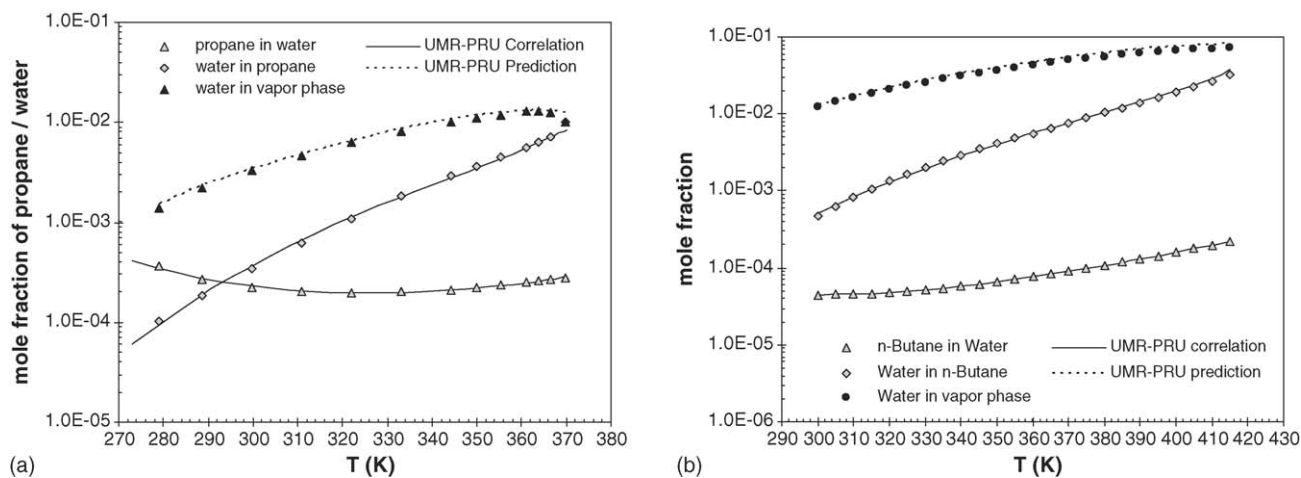 1.0E-01
1.0E-02
1.0E-03
1.0E-04
1.0E-05
mole fraction of propane / water
propane in water
water in propane
water in vapor phase
UMR-PRU Correlation
UMR-PRU Prediction
270 280 290 300 310 320 330 340 350 360 370 380
T (K)
(a)
1.0E+00
1.0E-01
1.0E-02
1.0E-03
1.0E-04
1.0E-05
1.0E-06
mole fraction
n-Butane in Water
Water in n-Butane
Water in vapor phase
UMR-PRU correlation
UMR-PRU prediction
290 300 310 320 330 340 350 360 370 380 390 400 410 420 430
T (K)
(b)